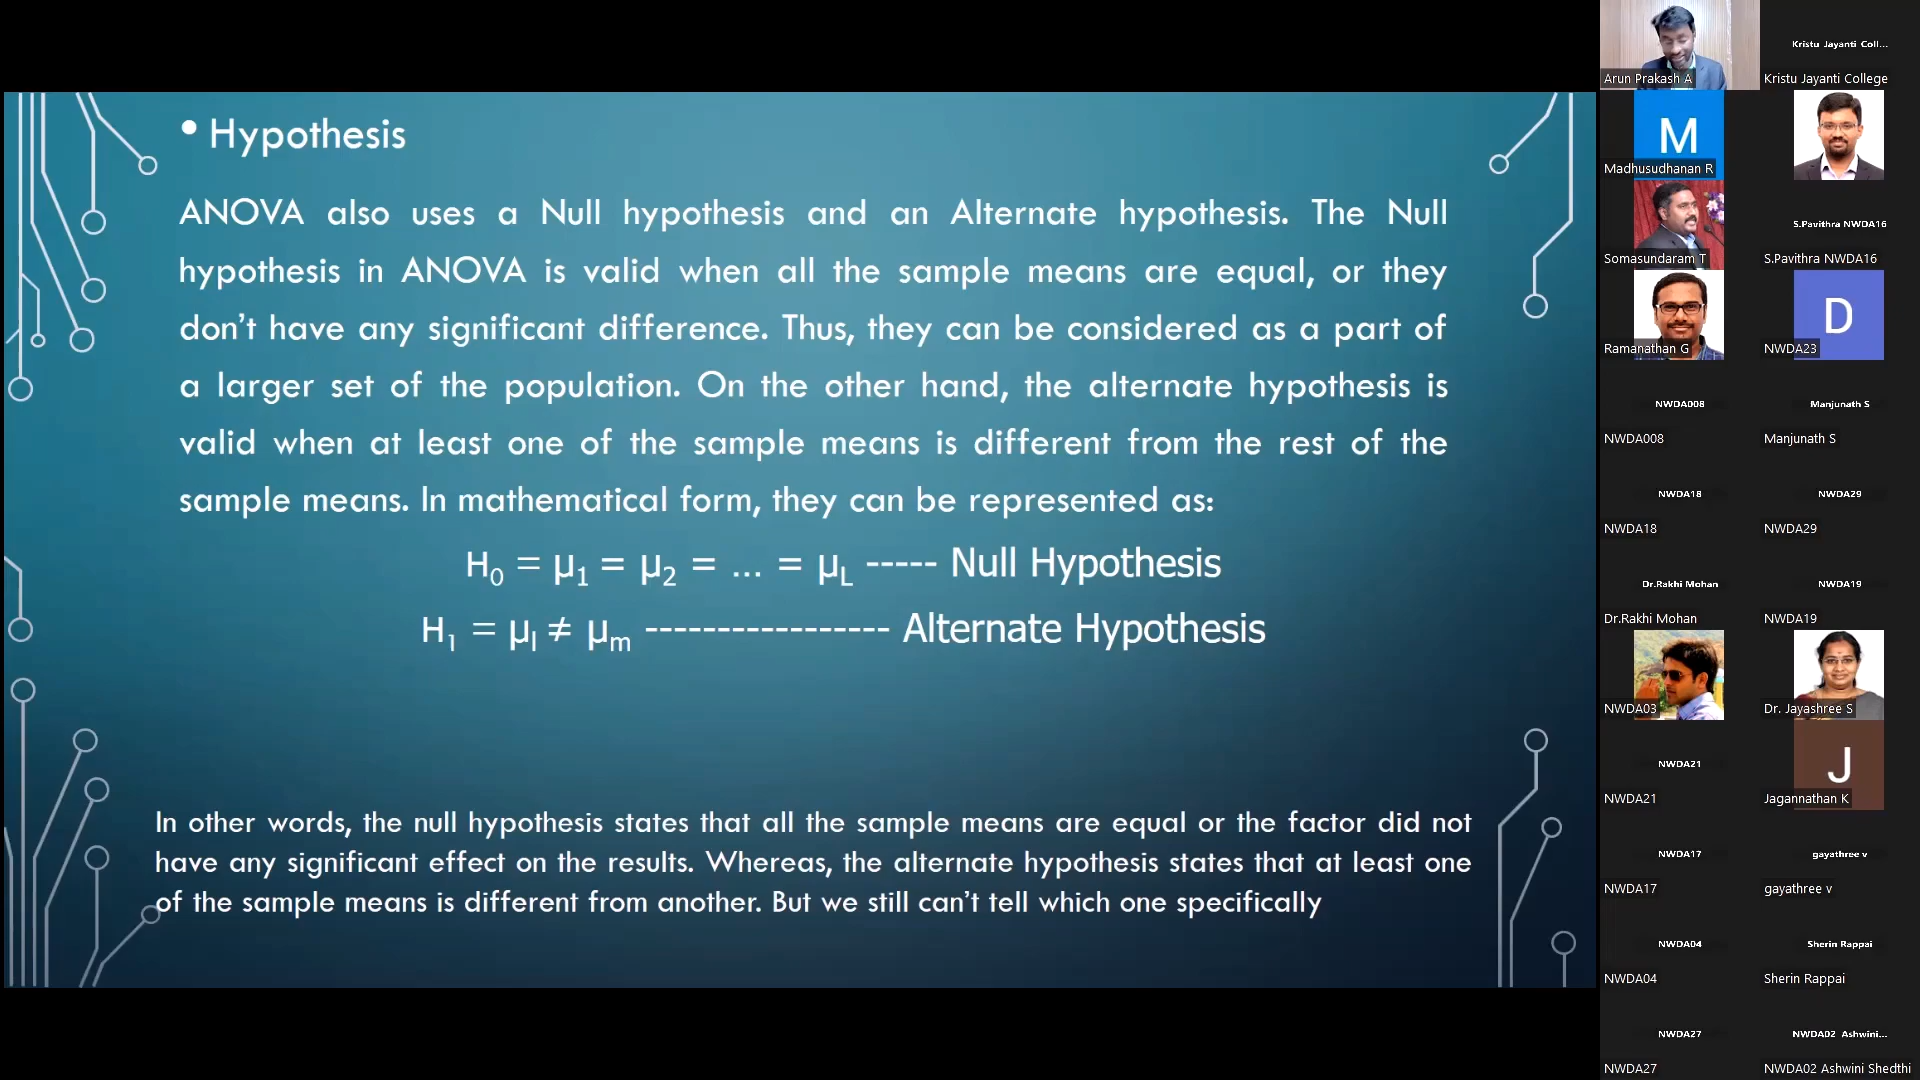 • Hypothesis
ANOVA also uses a Null hypothesis and an Alternate hypothesis. The Null
hypothesis in ANOVA is valid when all the sample means are equal, or they
don’t have any significant difference. Thus, they can be considered as a part of
a larger set of the population. On the other hand, the alternate hypothesis is
valid when at least one of the sample means is different from the rest of the
sample means. In mathematical form, they can be represented as:
H₀ = μ₁ = μ₂ = ... = μL ----- Null Hypothesis
H₁ = μl ≠ μm ----------------- Alternate Hypothesis
In other words, the null hypothesis states that all the sample means are equal or the factor did not
have any significant effect on the results. Whereas, the alternate hypothesis states that at least one
of the sample means is different from another. But we still can’t tell which one specifically
Arun Prakash A
Kristu Jayanti Coll...
Kristu Jayanti College
M
Madhusudhanan R
Somasundaram T
S.Pavithra NWDA16
S.Pavithra NWDA16
Ramanathan G
D
NWDA23
NWDA008
NWDA008
Manjunath S
Manjunath S
NWDA18
NWDA18
NWDA29
NWDA29
Dr.Rakhi Mohan
Dr.Rakhi Mohan
NWDA19
NWDA19
NWDA03
Dr. Jayashree S
NWDA21
NWDA21
J
Jagannathan K
NWDA17
NWDA17
gayathree v
gayathree v
NWDA04
NWDA04
Sherin Rappai
Sherin Rappai
NWDA27
NWDA27
NWDA02 Ashwini...
NWDA02 Ashwini Shedthi